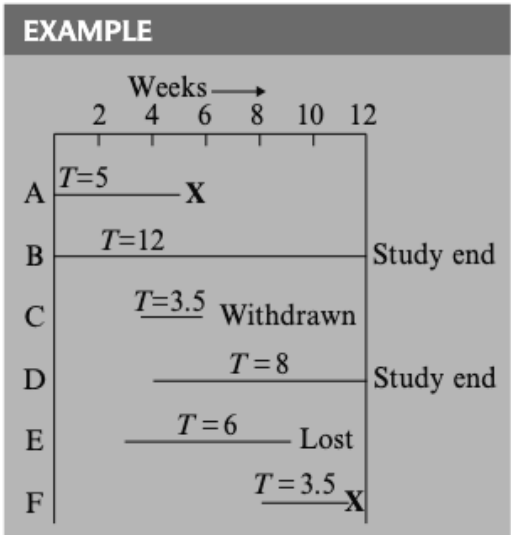 EXAMPLE
Weeks
2 4 6 8 10 12
A T=5 X
B T=12 Study end
C T=3.5 Withdrawn
D T=8 Study end
E T=6 Lost
F T=3.5 X